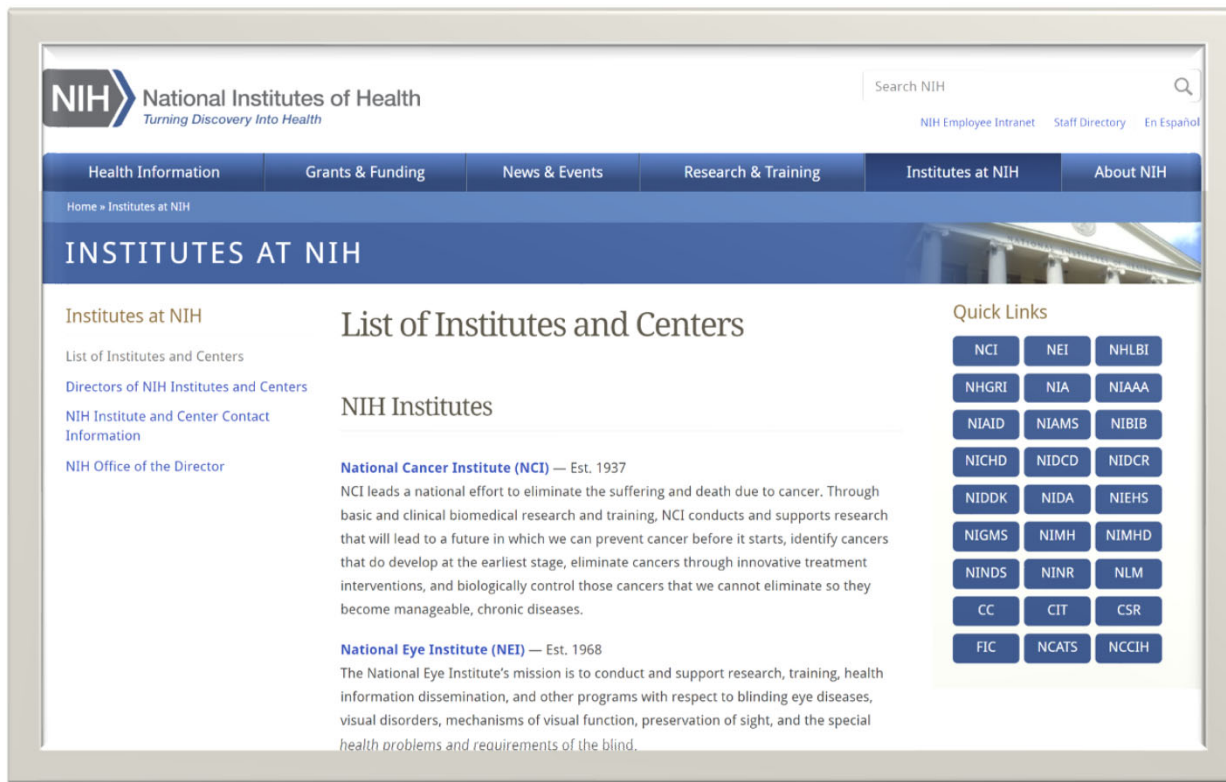 NIH
National Institutes of Health
Turning Discovery Into Health
Search NIH
NIH Employee Intranet Staff Directory En Español
Health Information Grants & Funding News & Events Research & Training Institutes at NIH About NIH
Home » Institutes at NIH
INSTITUTES AT NIH
Institutes at NIH
List of Institutes and Centers
Directors of NIH Institutes and Centers
NIH Institute and Center Contact
Information
NIH Office of the Director
List of Institutes and Centers
NIH Institutes
National Cancer Institute (NCI) — Est. 1937
NCI leads a national effort to eliminate the suffering and death due to cancer. Through
basic and clinical biomedical research and training, NCI conducts and supports research
that will lead to a future in which we can prevent cancer before it starts, identify cancers
that do develop at the earliest stage, eliminate cancers through innovative treatment
interventions, and biologically control those cancers that we cannot eliminate so they
become manageable, chronic diseases.
National Eye Institute (NEI) — Est. 1968
The National Eye Institute’s mission is to conduct and support research, training, health
information dissemination, and other programs with respect to blinding eye diseases,
visual disorders, mechanisms of visual function, preservation of sight, and the special
health problems and requirements of the blind.
Quick Links
NCI NEI NHLBI
NHGRI NIA NIAAA
NIAID NIAMS NIBIB
NICHD NIDCD NIDCR
NIDDK NIDA NIEHS
NIGMS NIMH NIMHD
NINDS NINR NLM
CC CIT CSR
FIC NCATS NCCIH